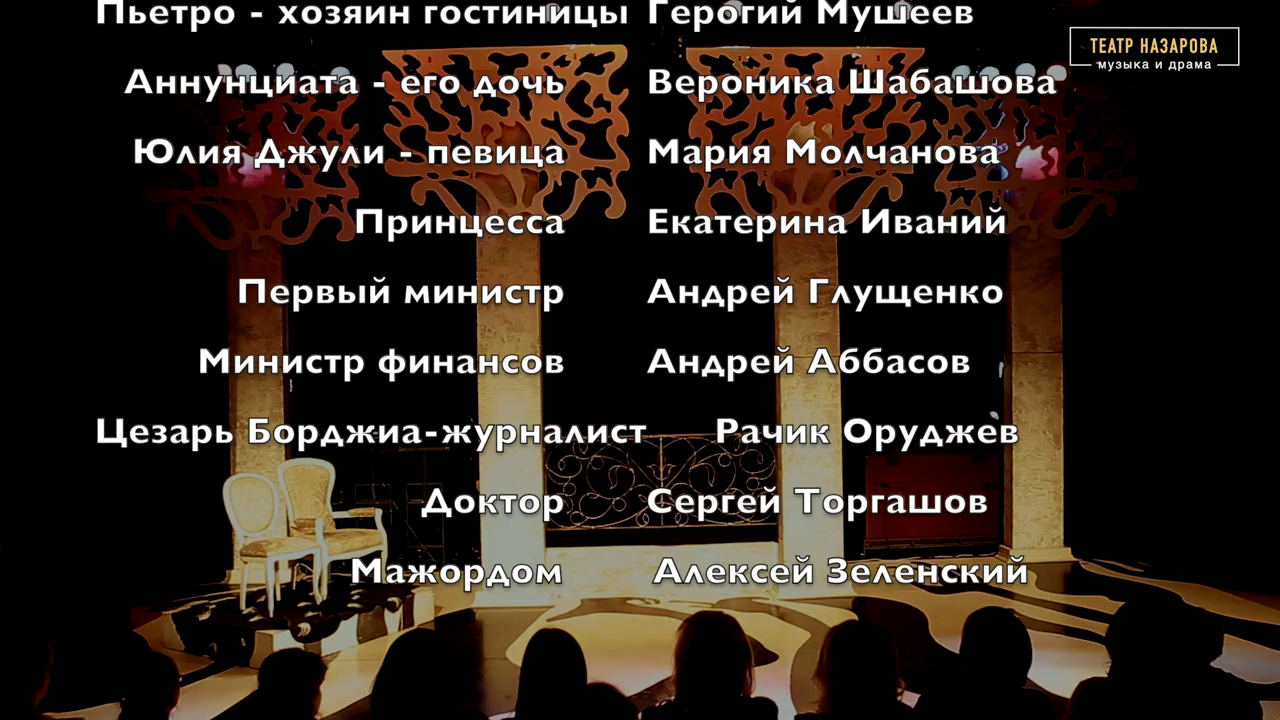 Пьетро - хозяин гостиницы Герогий Мушеев
ТЕАТР НАЗАРОВА
музыка и драма
Аннунциата - его дочь Вероника Шабашова
Юлия Джули - певица Мария Молчанова
Принцесса Екатерина Иваний
Первый министр Андрей Глущенко
Министр финансов Андрей Аббасов
Цезарь Борджиа-журналист Рачик Оруджев
Доктор Сергей Торгашов
Мажордом Алексей Зеленский